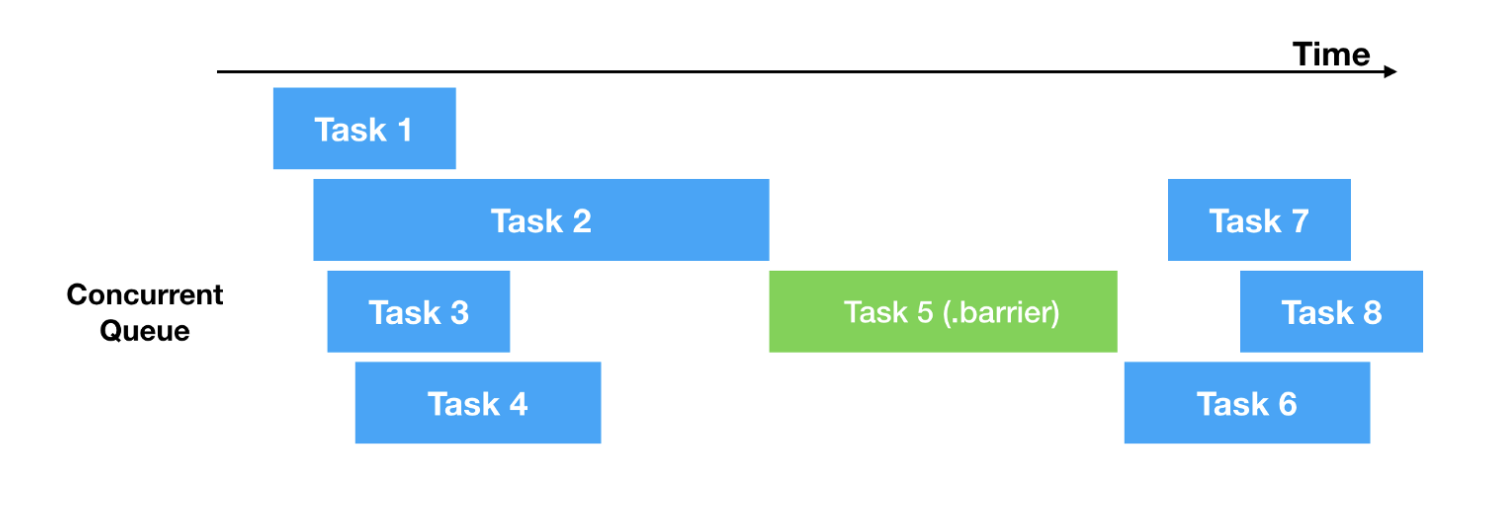 Time
Task 1
Task 2
Task 7
Concurrent
Queue
Task 3
Task 5 (.barrier)
Task 8
Task 4
Task 6